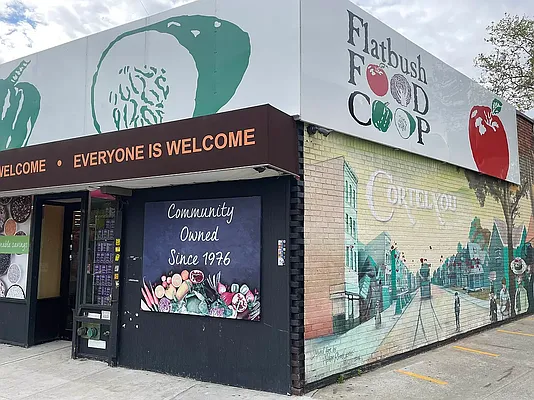 Flatbush
FOOD
COOP
WELCOME • EVERYONE IS WELCOME
Community
Owned
Since 1976
CORTELYOU